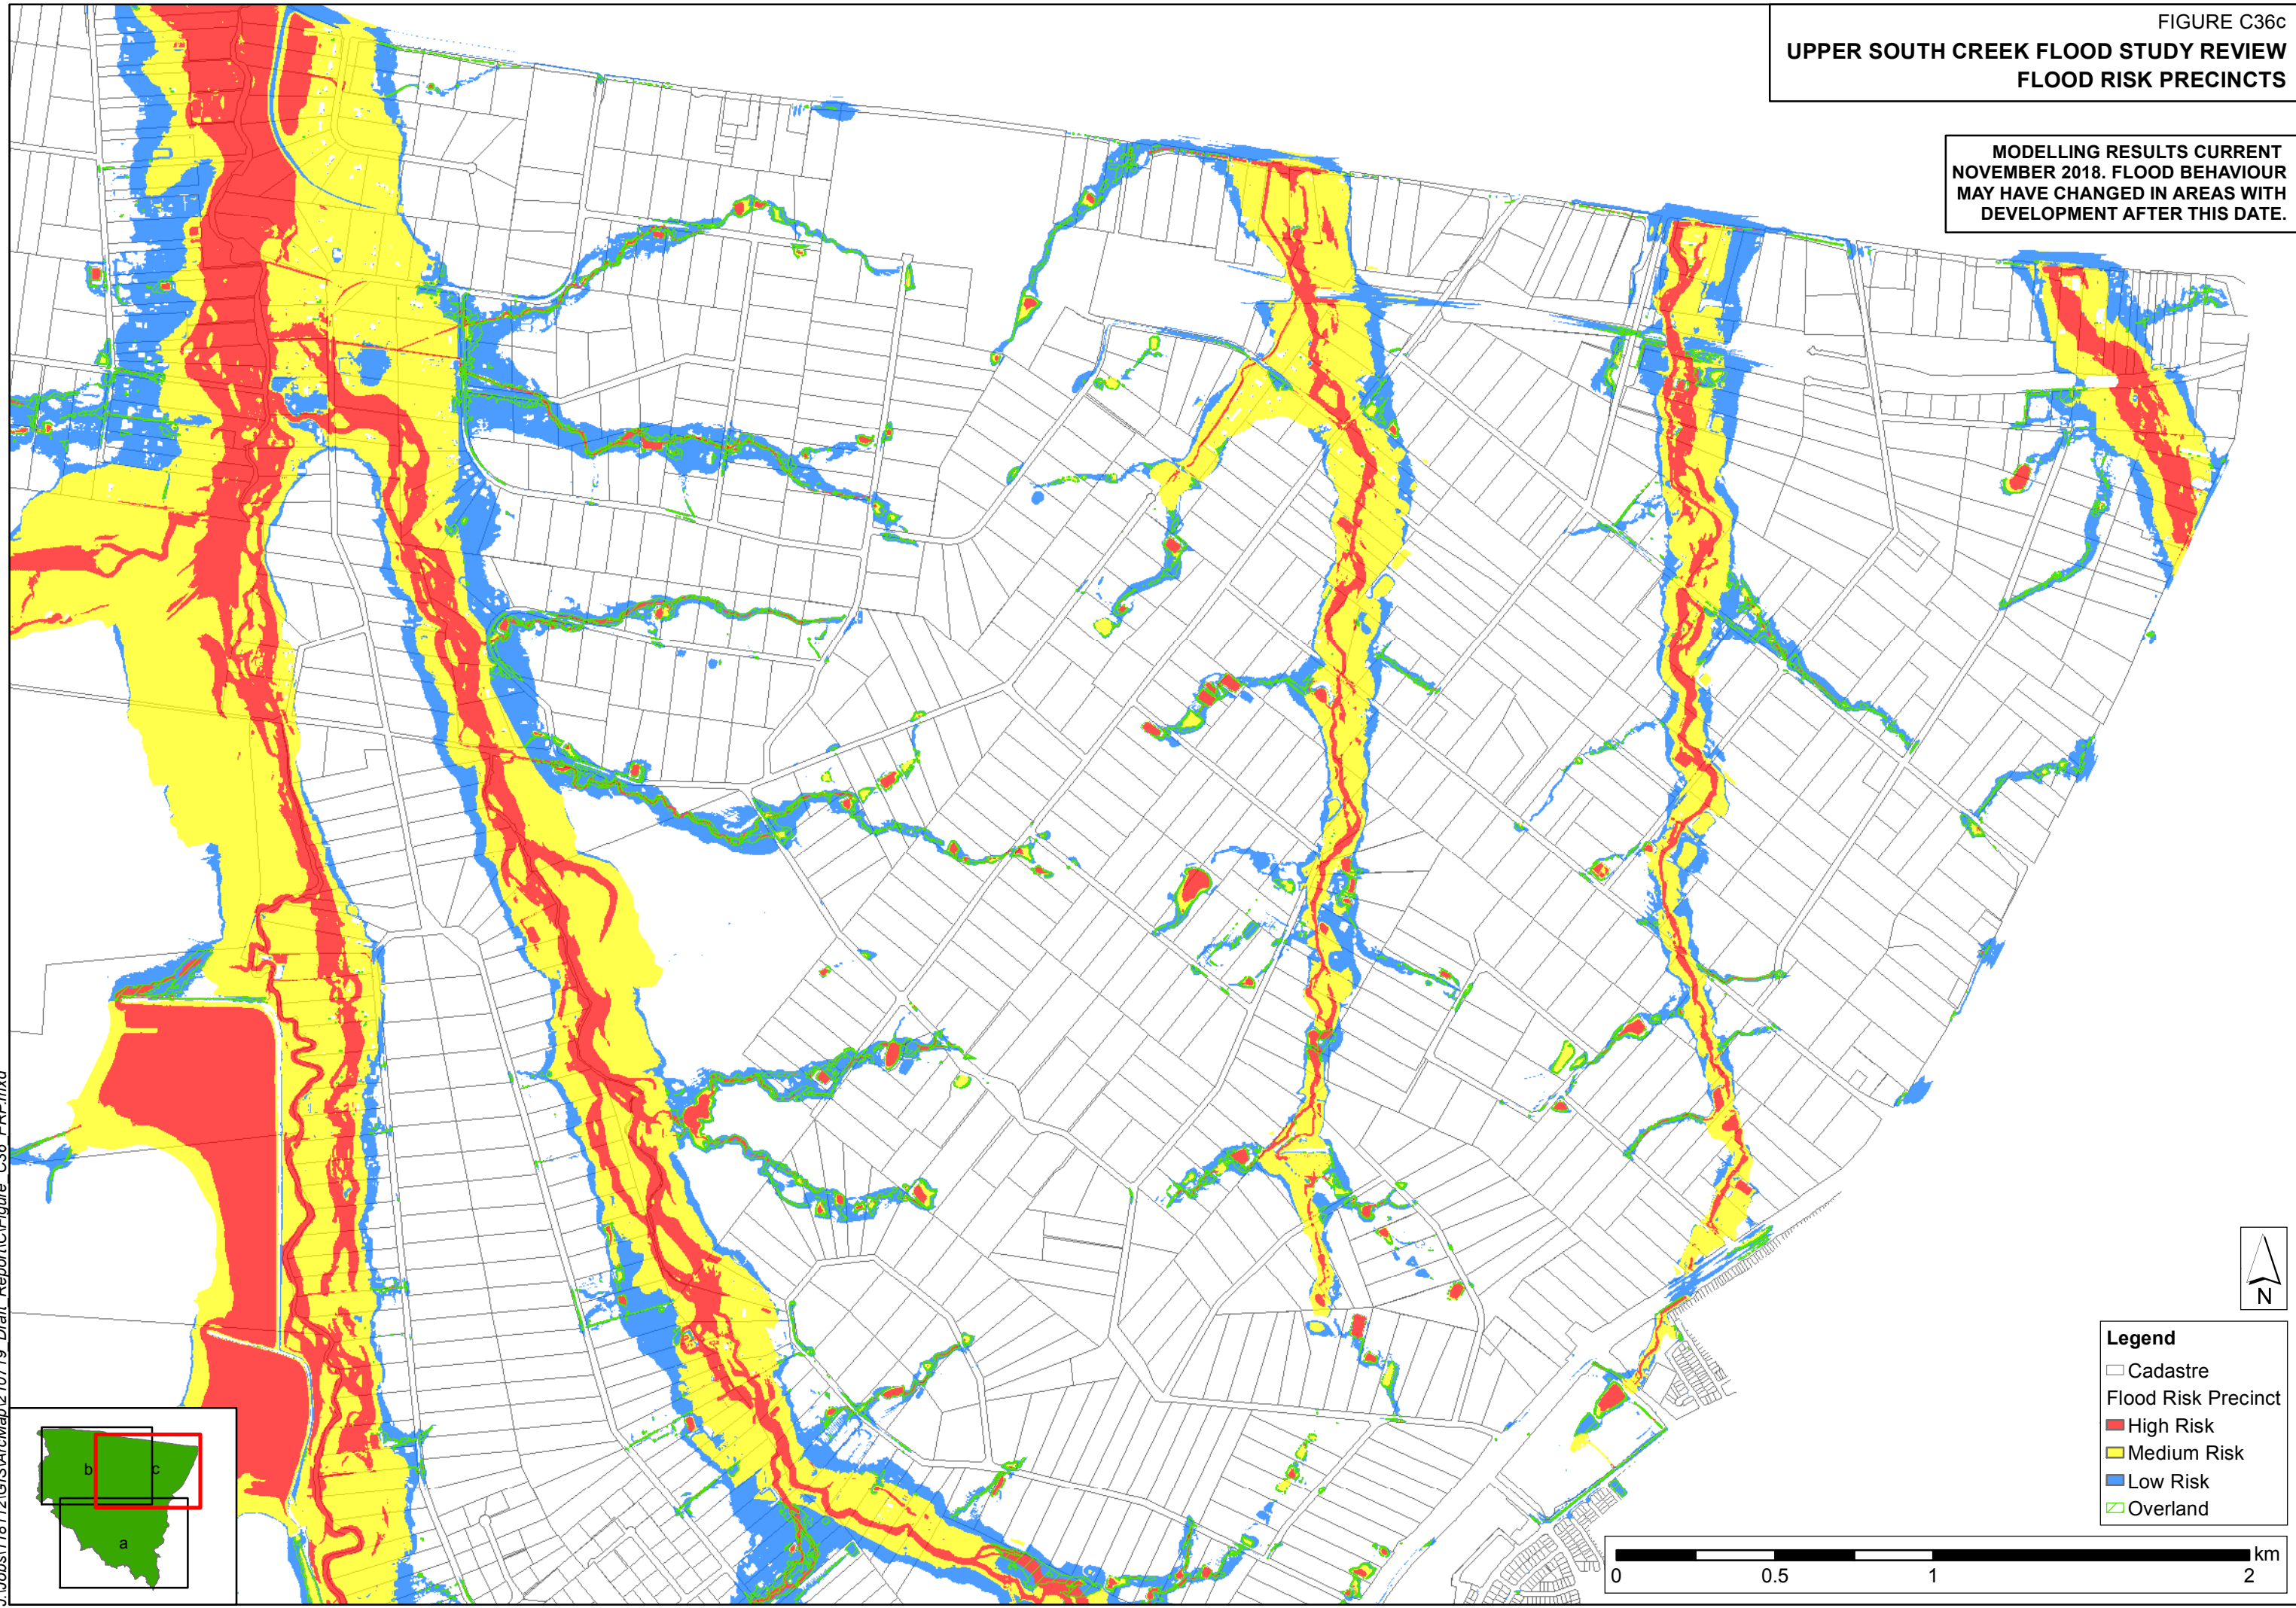 FIGURE C36c
UPPER SOUTH CREEK FLOOD STUDY REVIEW
FLOOD RISK PRECINCTS
MODELLING RESULTS CURRENT
NOVEMBER 2018. FLOOD BEHAVIOUR
MAY HAVE CHANGED IN AREAS WITH
DEVELOPMENT AFTER THIS DATE.
N
Legend
Cadastre
Flood Risk Precinct
High Risk
Medium Risk
Low Risk
Overland
km
0 0.5 1 2
b c
a